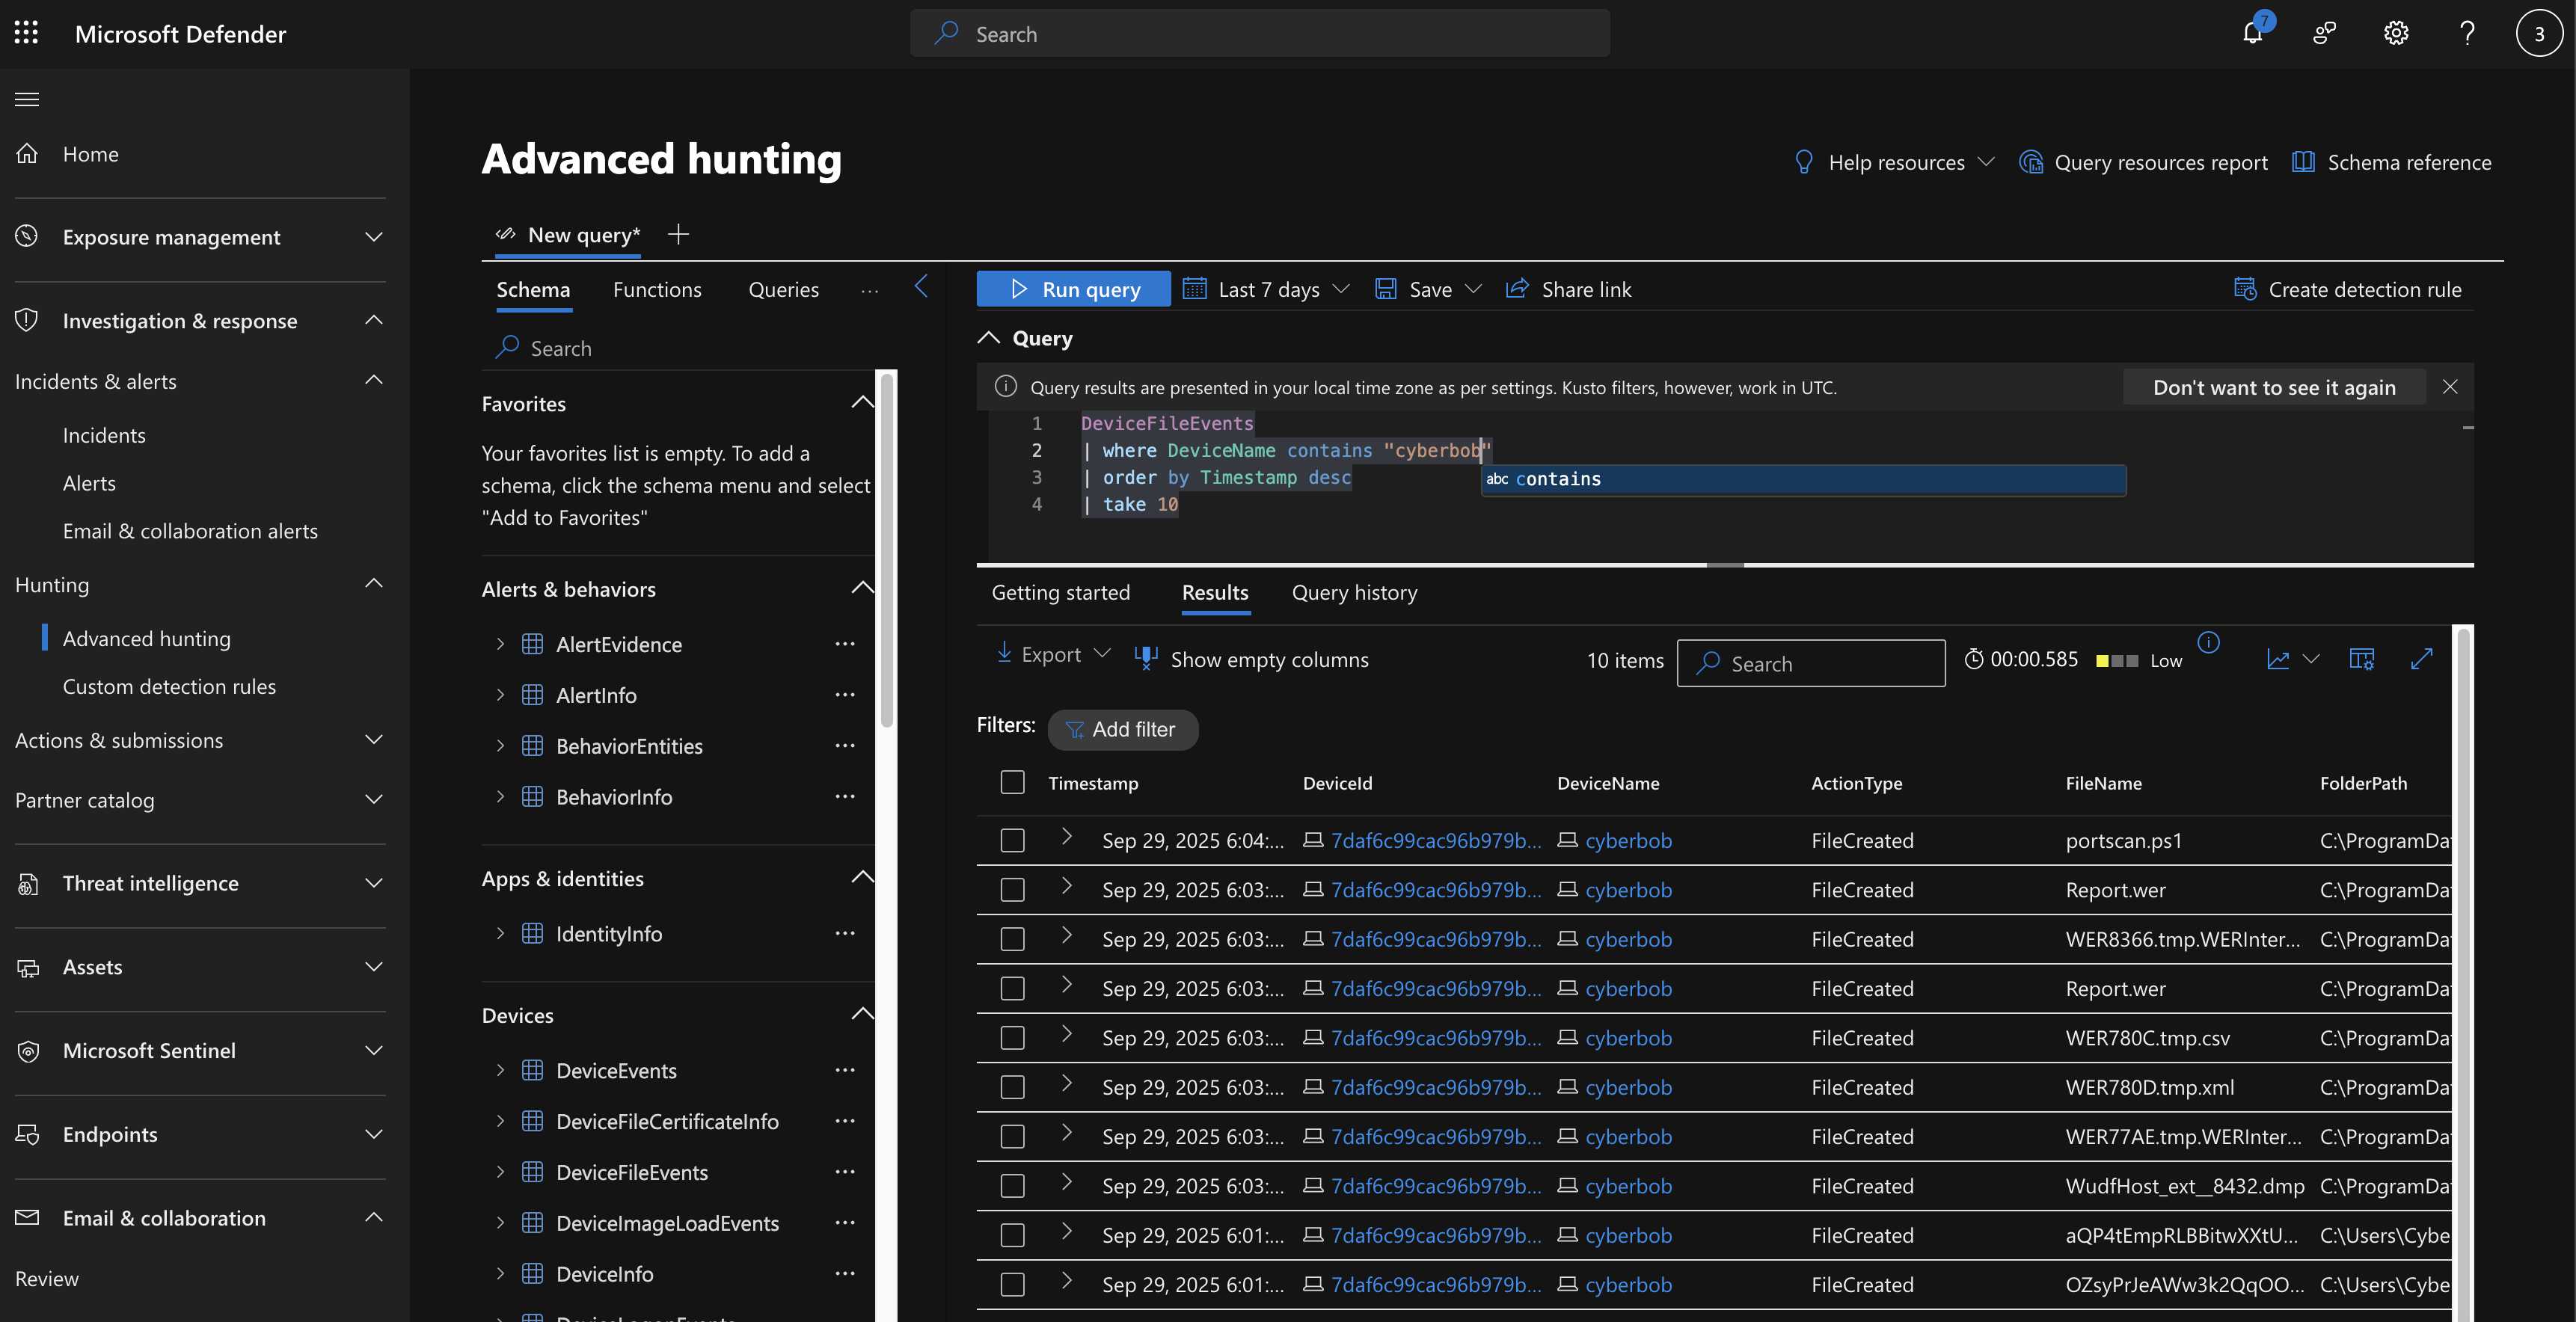 Microsoft Defender
Search
7
3
Home
Exposure management
Investigation & response
Incidents & alerts
Incidents
Alerts
Email & collaboration alerts
Hunting
Advanced hunting
Custom detection rules
Actions & submissions
Partner catalog
Threat intelligence
Assets
Microsoft Sentinel
Endpoints
Email & collaboration
Review
Advanced hunting
Help resources
Query resources report
Schema reference
New query*
Schema Functions Queries ...
Search
Favorites
Your favorites list is empty. To add a
schema, click the schema menu and select
"Add to Favorites"
Alerts & behaviors
AlertEvidence
AlertInfo
BehaviorEntities
BehaviorInfo
Apps & identities
IdentityInfo
Devices
DeviceEvents
DeviceFileCertificateInfo
DeviceFileEvents
DeviceImageLoadEvents
DeviceInfo
Run query Last 7 days Save Share link Create detection rule
Query
Query results are presented in your local time zone as per settings. Kusto filters, however, work in UTC.
Don't want to see it again
1 DeviceFileEvents
2 | where DeviceName contains "cyberbob"
3 | order by Timestamp desc
4 | take 10
abc contains
Getting started Results Query history
Export Show empty columns 10 items Search 00:00.585 Low
Filters: Add filter
Timestamp DeviceId DeviceName ActionType FileName FolderPath
Sep 29, 2025 6:04:... 7daf6c99cac96b979b... cyberbob FileCreated portscan.ps1 C:\ProgramDa
Sep 29, 2025 6:03:... 7daf6c99cac96b979b... cyberbob FileCreated Report.wer C:\ProgramDa
Sep 29, 2025 6:03:... 7daf6c99cac96b979b... cyberbob FileCreated WER8366.tmp.WERInter... C:\ProgramDa
Sep 29, 2025 6:03:... 7daf6c99cac96b979b... cyberbob FileCreated Report.wer C:\ProgramDa
Sep 29, 2025 6:03:... 7daf6c99cac96b979b... cyberbob FileCreated WER780C.tmp.csv C:\ProgramDa
Sep 29, 2025 6:03:... 7daf6c99cac96b979b... cyberbob FileCreated WER780D.tmp.xml C:\ProgramDa
Sep 29, 2025 6:03:... 7daf6c99cac96b979b... cyberbob FileCreated WER77AE.tmp.WERInter... C:\ProgramDa
Sep 29, 2025 6:03:... 7daf6c99cac96b979b... cyberbob FileCreated WudfHost_ext__8432.dmp C:\ProgramDa
Sep 29, 2025 6:01:... 7daf6c99cac96b979b... cyberbob FileCreated aQP4tEmpRLBBitwXXtU... C:\Users\Cybe
Sep 29, 2025 6:01:... 7daf6c99cac96b979b... cyberbob FileCreated OZsyPrJeAWw3k2QqOO... C:\Users\Cybe